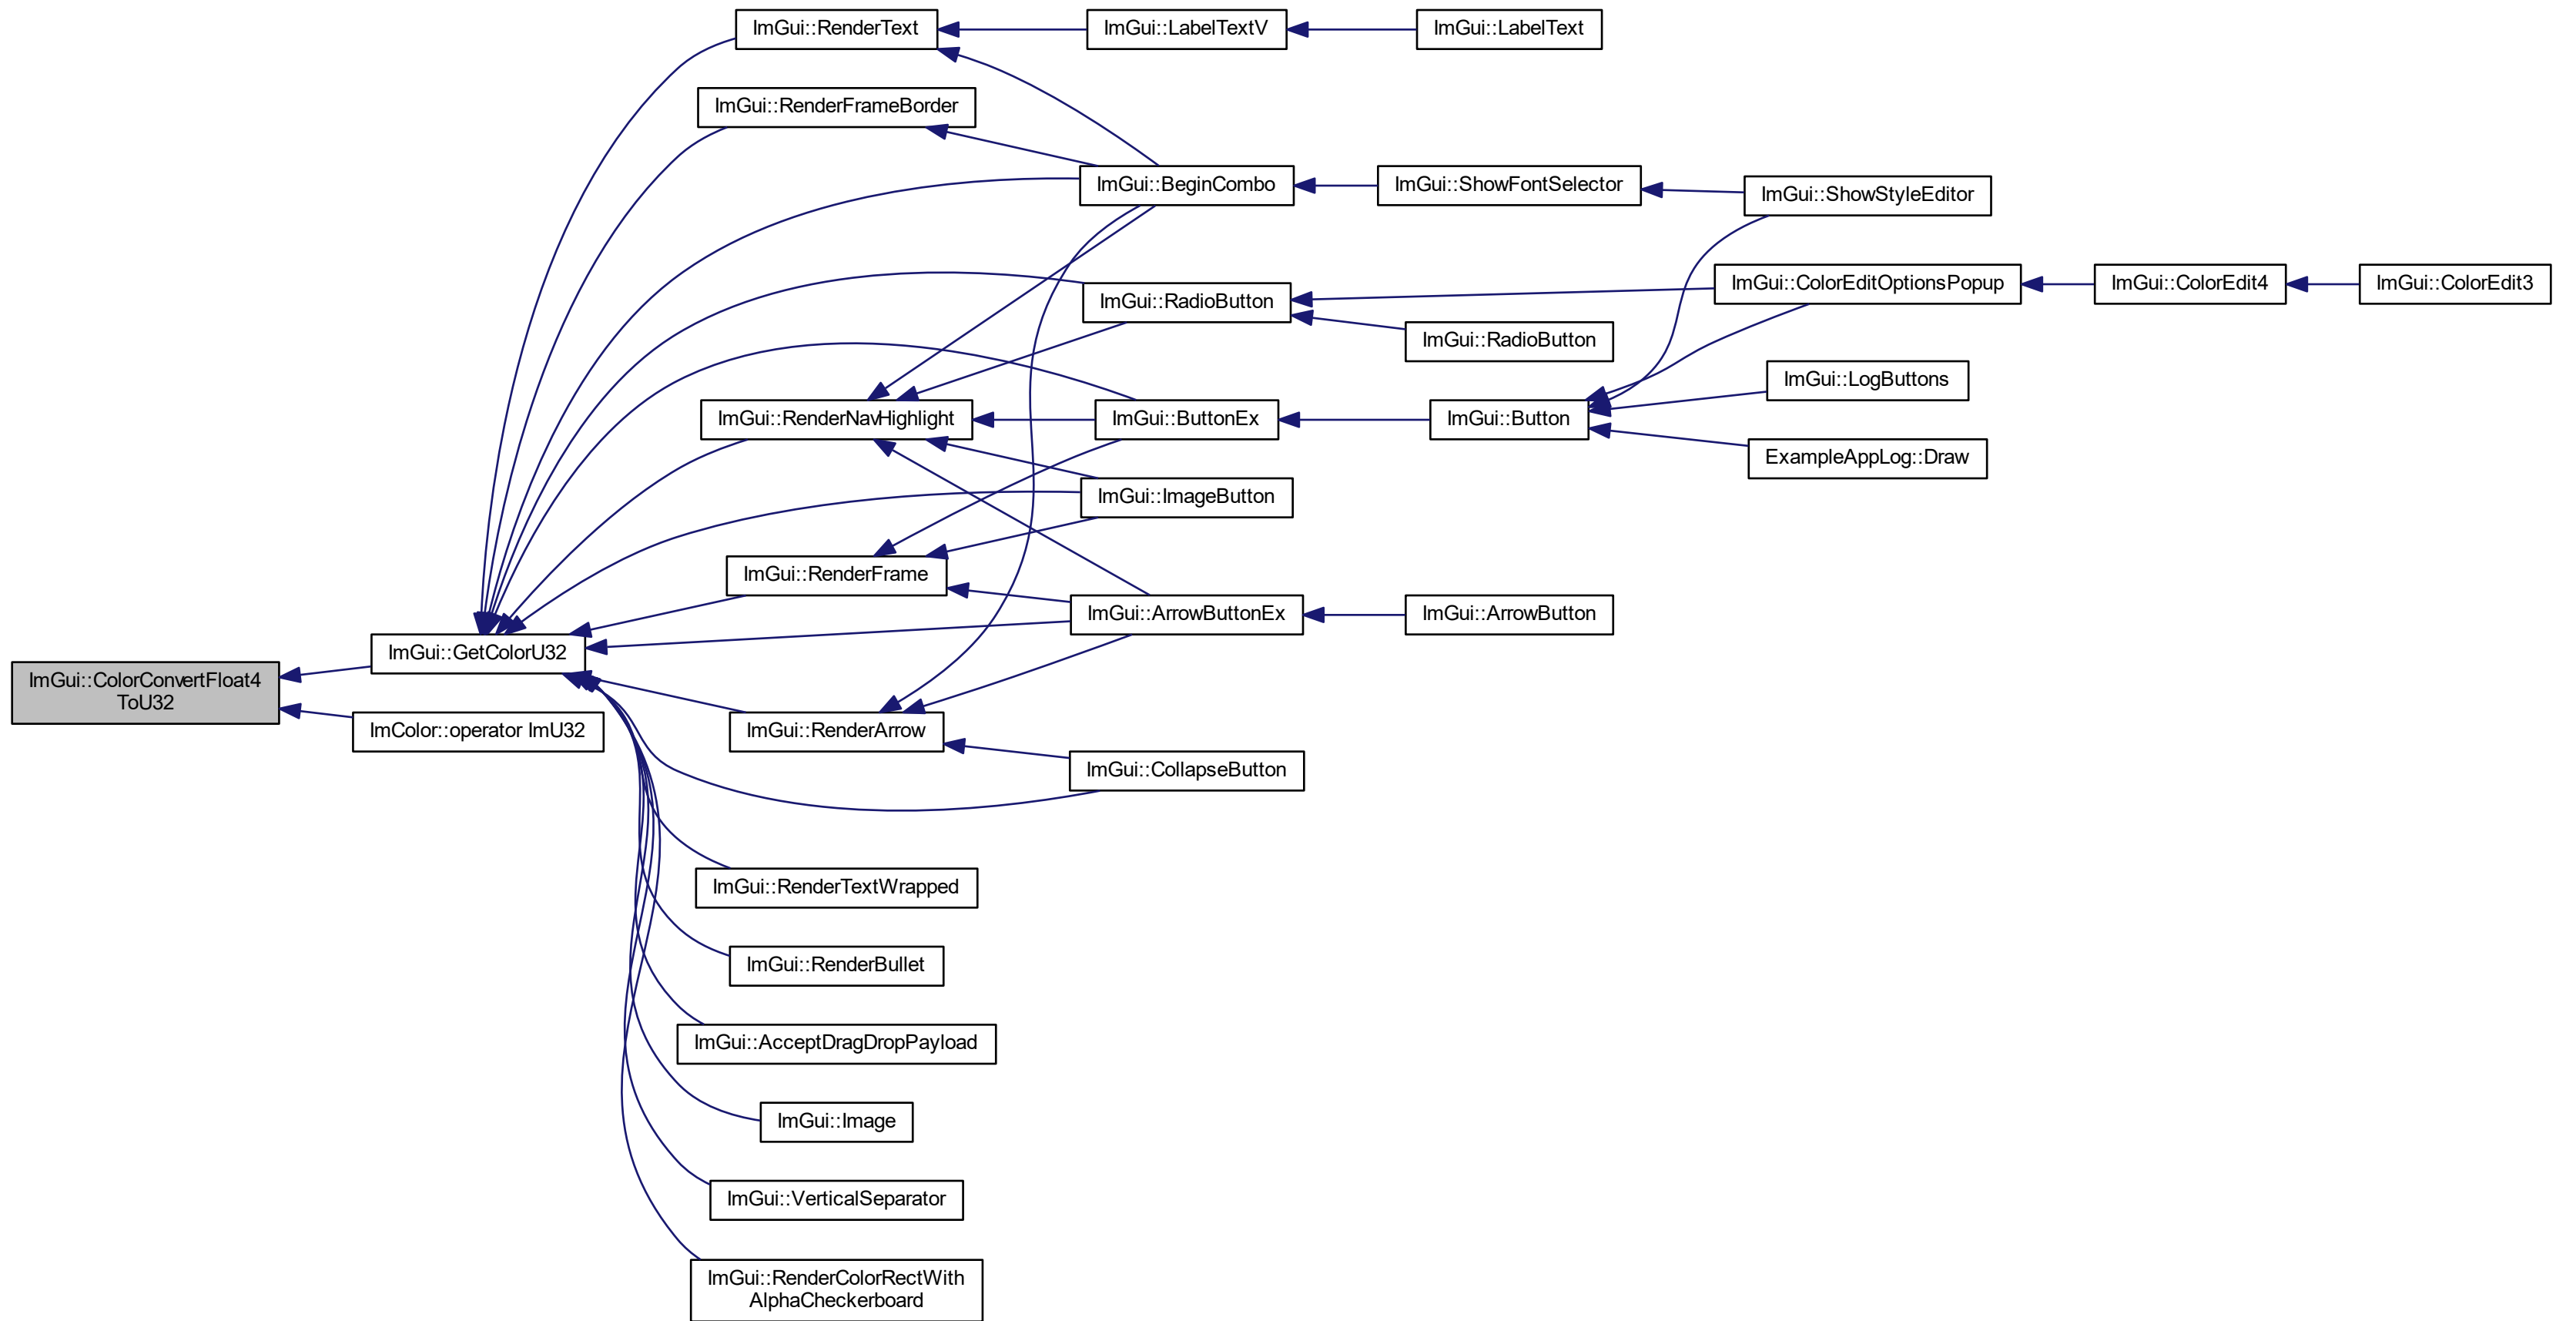 ImGui::RenderText
ImGui::LabelTextV
ImGui::LabelText
ImGui::RenderFrameBorder
ImGui::BeginCombo
ImGui::ShowFontSelector
ImGui::ShowStyleEditor
ImGui::RadioButton
ImGui::ColorEditOptionsPopup
ImGui::ColorEdit4
ImGui::ColorEdit3
ImGui::RadioButton
ImGui::LogButtons
ImGui::RenderNavHighlight
ImGui::ButtonEx
ImGui::Button
ExampleAppLog::Draw
ImGui::ImageButton
ImGui::RenderFrame
ImGui::ArrowButtonEx
ImGui::ArrowButton
ImGui::GetColorU32
ImGui::ColorConvertFloat4
ToU32
ImColor::operator ImU32
ImGui::RenderArrow
ImGui::CollapseButton
ImGui::RenderTextWrapped
ImGui::RenderBullet
ImGui::AcceptDragDropPayload
ImGui::Image
ImGui::VerticalSeparator
ImGui::RenderColorRectWith
AlphaCheckerboard